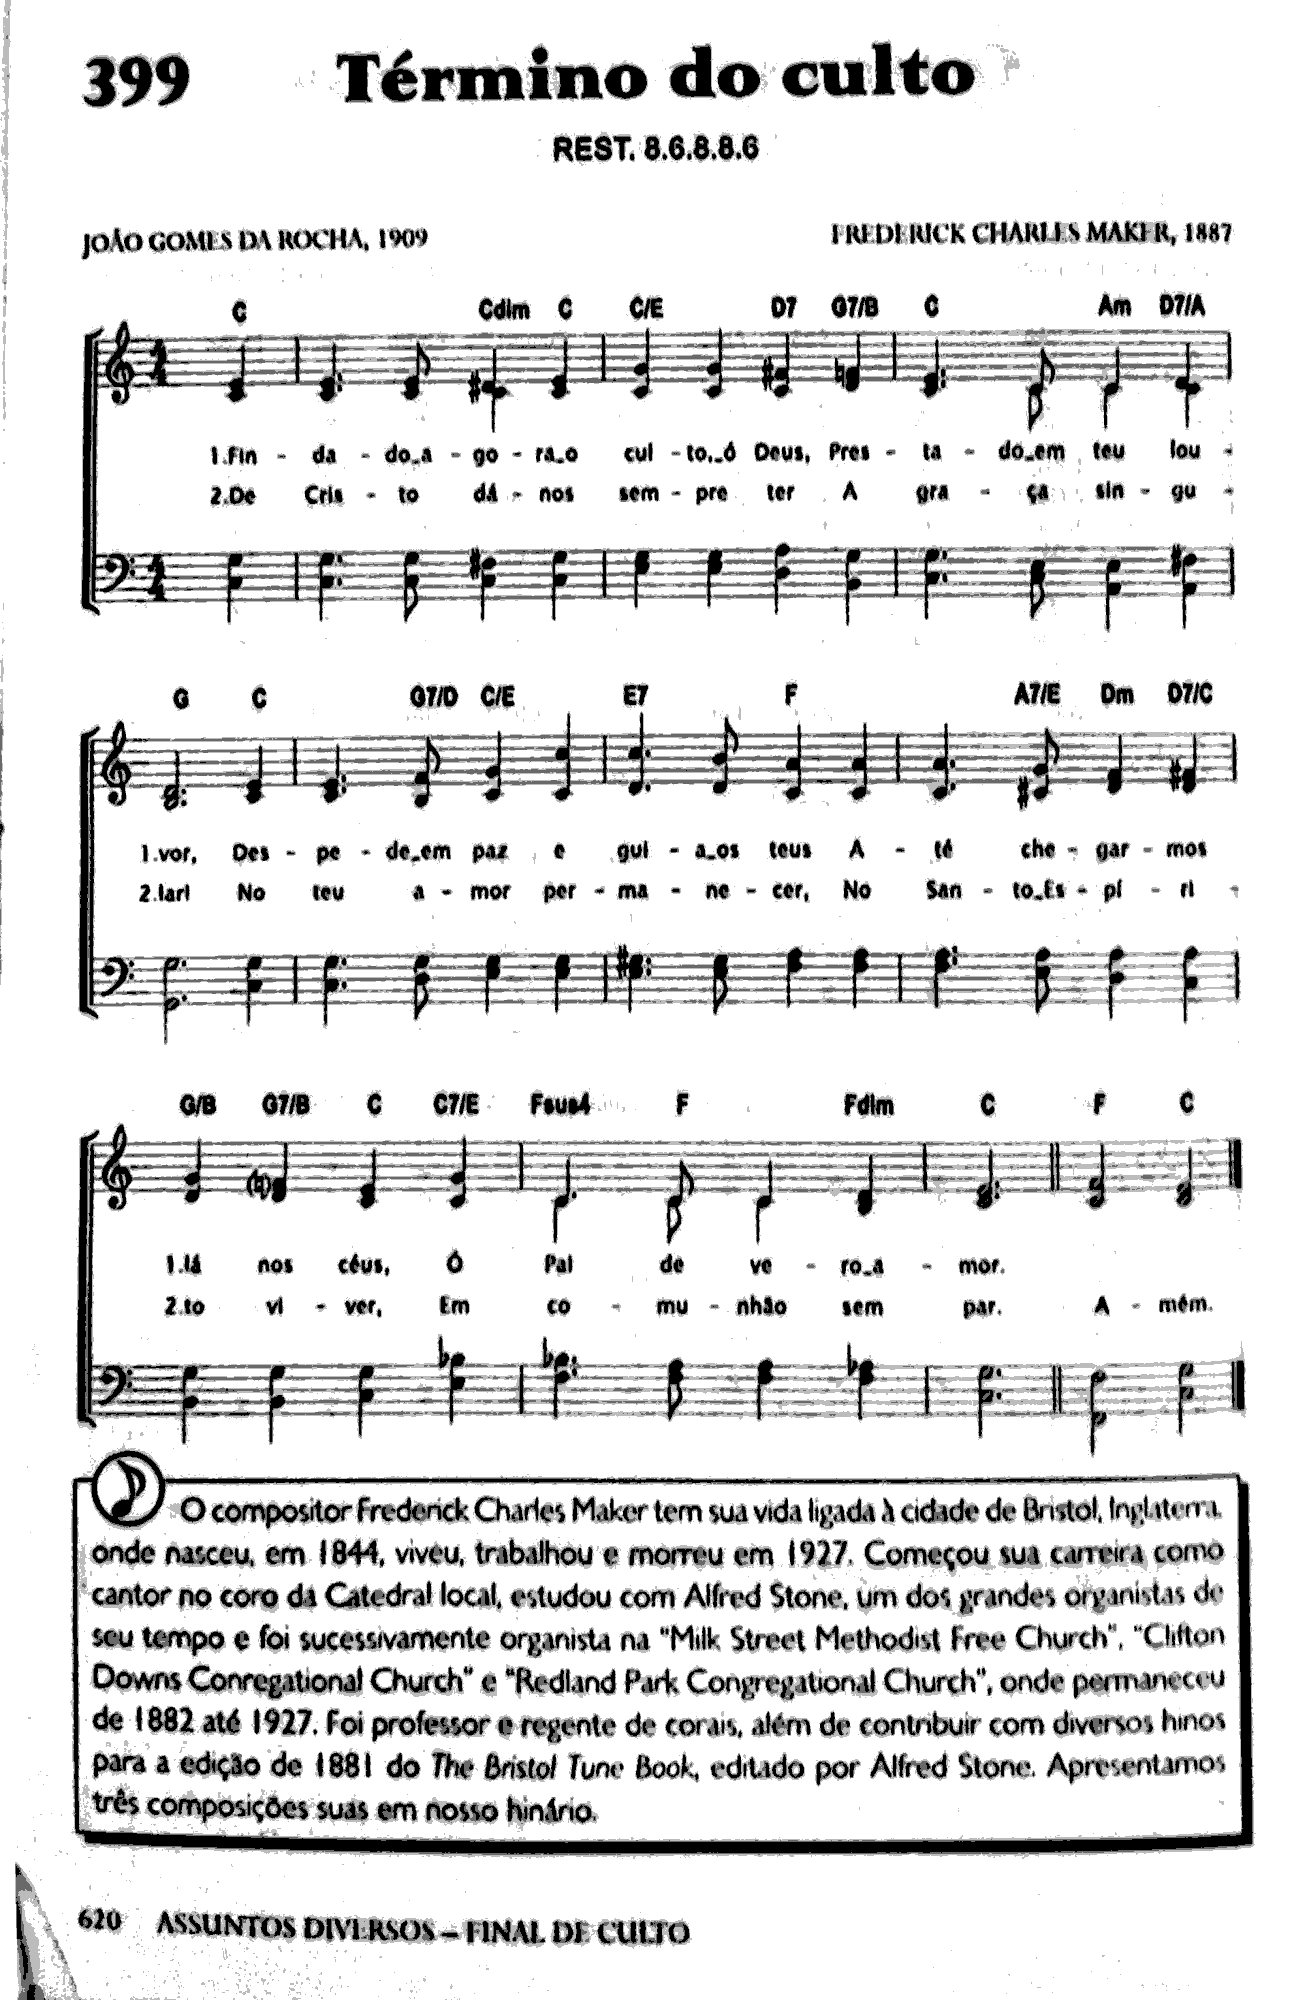 399 Término do culto
REST. 8.6.8.8.6
JOÃO GOMES DA ROCHA, 1909 FREDERICK CHARLES MAKER, 1887
C Cdim C C/E D7 G7/B C Am D7/A
1.Fin - da - do‿a - go - ra‿o cul - to,‿ó Deus, Pres - ta - do‿em teu lou -
2.De Cris - to dá - nos sem - pre ter A gra - ça sin - gu -
G C G7/D C/E E7 F A7/E Dm D7/C
1.vor, Des - pe - de‿em paz e gui - a‿os teus A - té che - gar - mos
2.lar! No teu a - mor per - ma - ne - cer, No San - to‿Es - pí - ri -
G/B G7/B C C7/E Fsus4 F Fdim C F C
1.lá nos céus, Ó Pai de ve - ro‿a - mor.
2.to vi - ver, Em co - mu - nhão sem par. A - mém.
O compositor Frederick Charles Maker tem sua vida ligada à cidade de Bristol, Inglaterra,
onde nasceu, em 1844, viveu, trabalhou e morreu em 1927. Começou sua carreira como
cantor no coro da Catedral local, estudou com Alfred Stone, um dos grandes organistas de
seu tempo e foi sucessivamente organista na "Milk Street Methodist Free Church", "Clifton
Downs Conregational Church" e "Redland Park Congregational Church", onde permaneceu
de 1882 até 1927. Foi professor e regente de corais, além de contribuir com diversos hinos
para a edição de 1881 do The Bristol Tune Book, editado por Alfred Stone. Apresentamos
três composições suas em nosso hinário.
620 ASSUNTOS DIVERSOS – FINAL DE CULTO